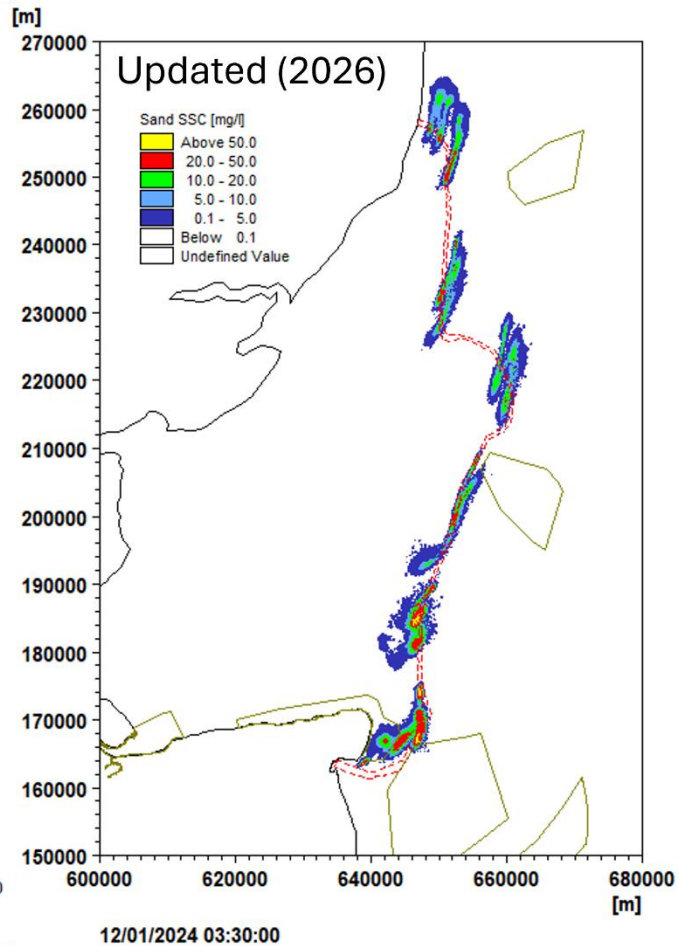 [m]
270000
Updated (2026)
Sand SSC [mg/l]
Above 50.0
20.0 - 50.0
10.0 - 20.0
5.0 - 10.0
0.1 - 5.0
Below 0.1
Undefined Value
260000
250000
240000
230000
220000
210000
200000
190000
180000
170000
160000
150000
600000 620000 640000 660000 680000
[m]
12/01/2024 03:30:00